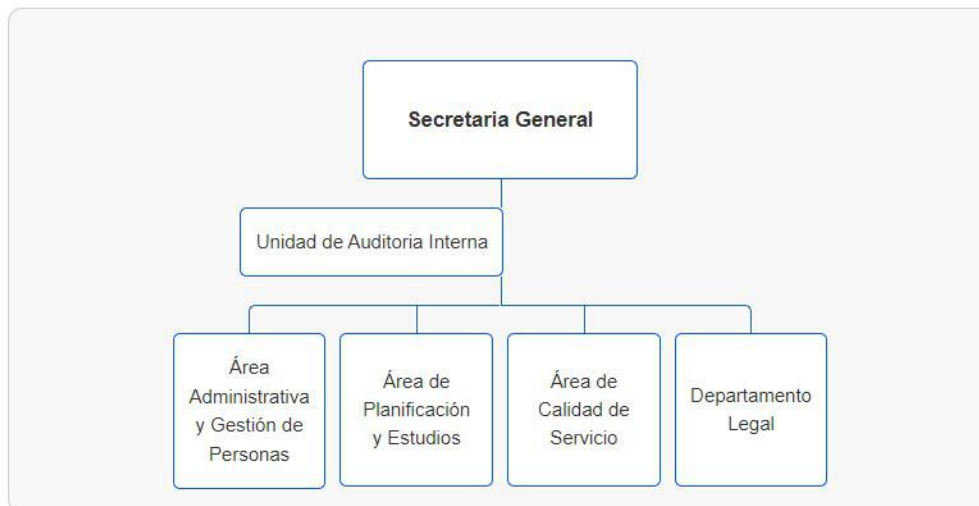 Secretaria General
Unidad de Auditoria Interna
Área
Administrativa
y Gestión de
Personas
Área de
Planificación
y Estudios
Área de
Calidad de
Servicio
Departamento
Legal